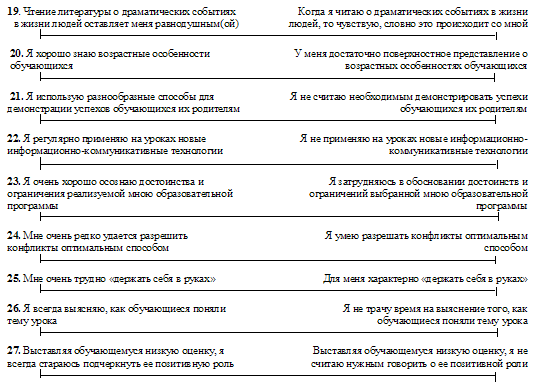 19. Чтение литературы о драматических событиях
в жизни людей оставляет меня равнодушным(ой)
Когда я читаю о драматических событиях в жизни
людей, то чувствую, словно это происходит со мной
20. Я хорошо знаю возрастные особенности
обучающихся
У меня достаточно поверхностное представление о
возрастных особенностях обучающихся
21. Я использую разнообразные способы для
демонстрации успехов обучающихся их родителям
Я не считаю необходимым демонстрировать успехи
обучающихся их родителям
22. Я регулярно применяю на уроках новые
информационно-коммуникативные технологии
Я не применяю на уроках новые информационно-
коммуникативные технологии
23. Я очень хорошо осознаю достоинства и
ограничения реализуемой мною образовательной
программы
Я затрудняюсь в обосновании достоинств и
ограничений выбранной мною образовательной
программы
24. Мне очень редко удается разрешить
конфликты оптимальным способом
Я умею разрешать конфликты оптимальным
способом
25. Мне очень трудно «держать себя в руках»
Для меня характерно «держать себя в руках»
26. Я всегда выясняю, как обучающиеся поняли
тему урока
Я не трачу время на выяснение того, как
обучающиеся поняли тему урока
27. Выставляя обучающемуся низкую оценку, я
всегда стараюсь подчеркнуть ее позитивную роль
Выставляя обучающемуся низкую оценку, я не
считаю нужным говорить о ее позитивной роли